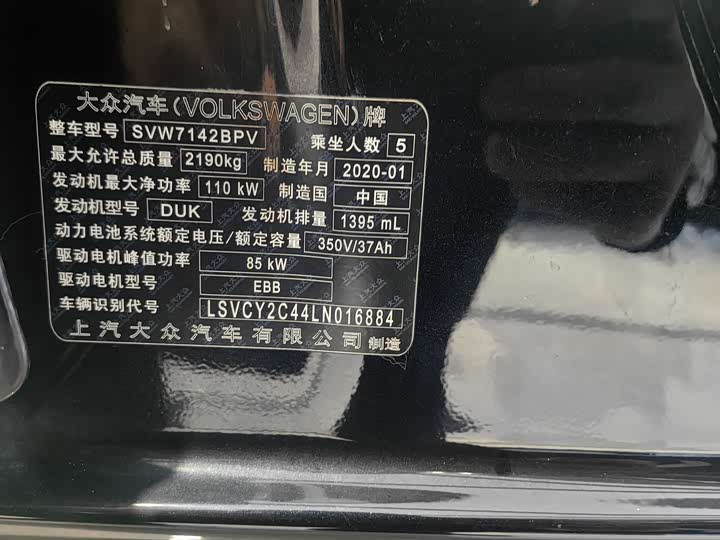 大众汽车(VOLKSWAGEN)牌
整车型号 SVW7142BPV 乘坐人数 5
最大允许总质量 2190kg 制造年月 2020-01
发动机最大净功率 110 kW 制造国 中国
发动机型号 DUK 发动机排量 1395 mL
动力电池系统额定电压/额定容量 350V/37Ah
驱动电机峰值功率 85 kW
驱动电机型号 EBB
车辆识别代号 LSVCY2C44LN016884
上汽大众汽车有限公司 制造